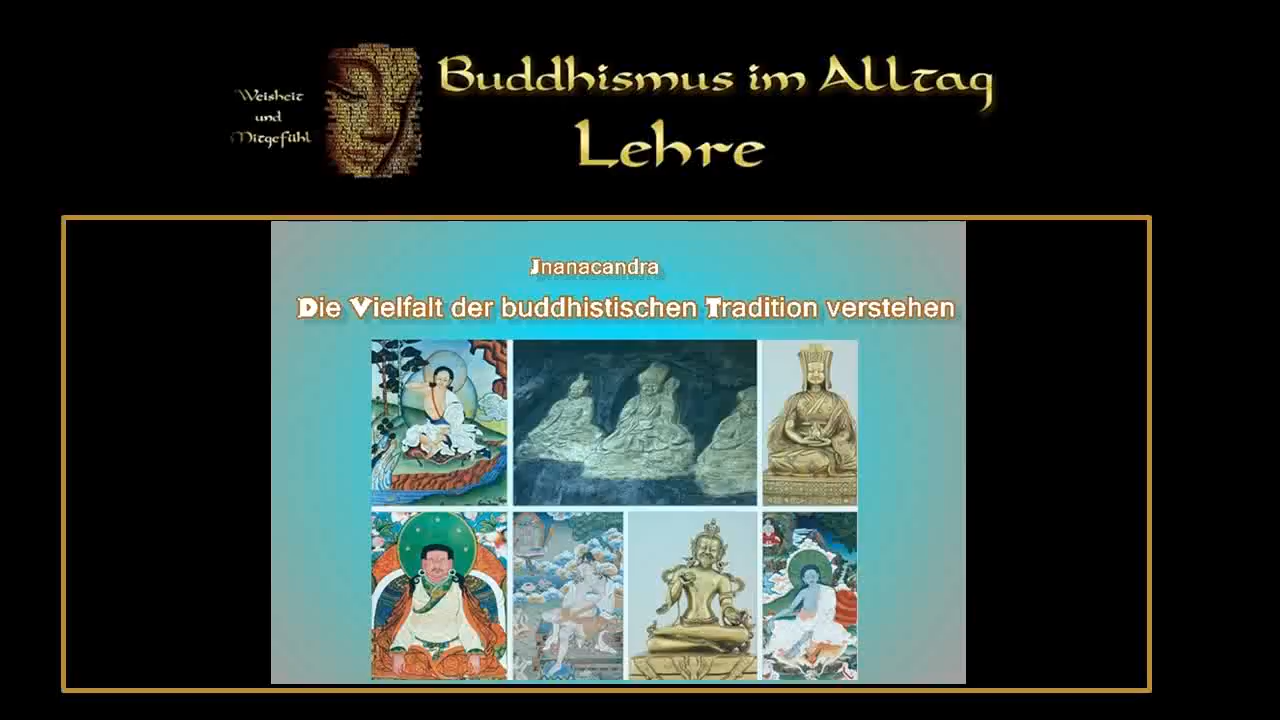 Weisheit
und
Mitgefühl
Buddhismus im Alltag
Lehre
Jnanacandra
Die Vielfalt der buddhistischen Tradition verstehen